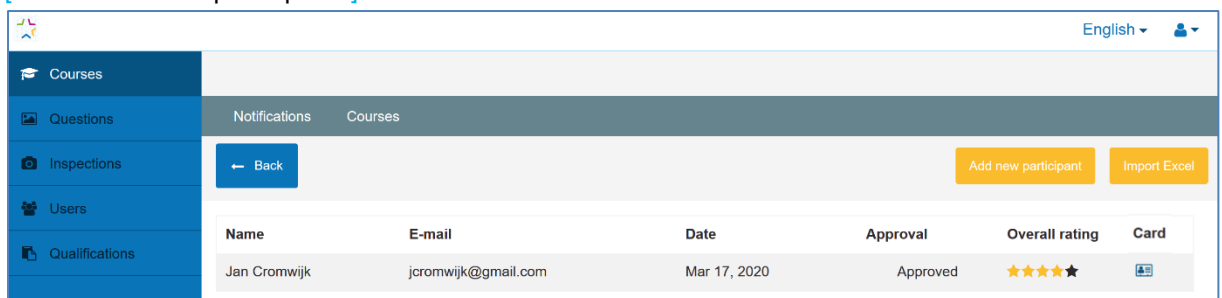 English
Courses
Questions
Notifications Courses
Inspections
← Back
Add new participant
Import Excel
Users
Name E-mail Date Approval Overall rating Card
Qualifications
Jan Cromwijk jcromwijk@gmail.com Mar 17, 2020 Approved